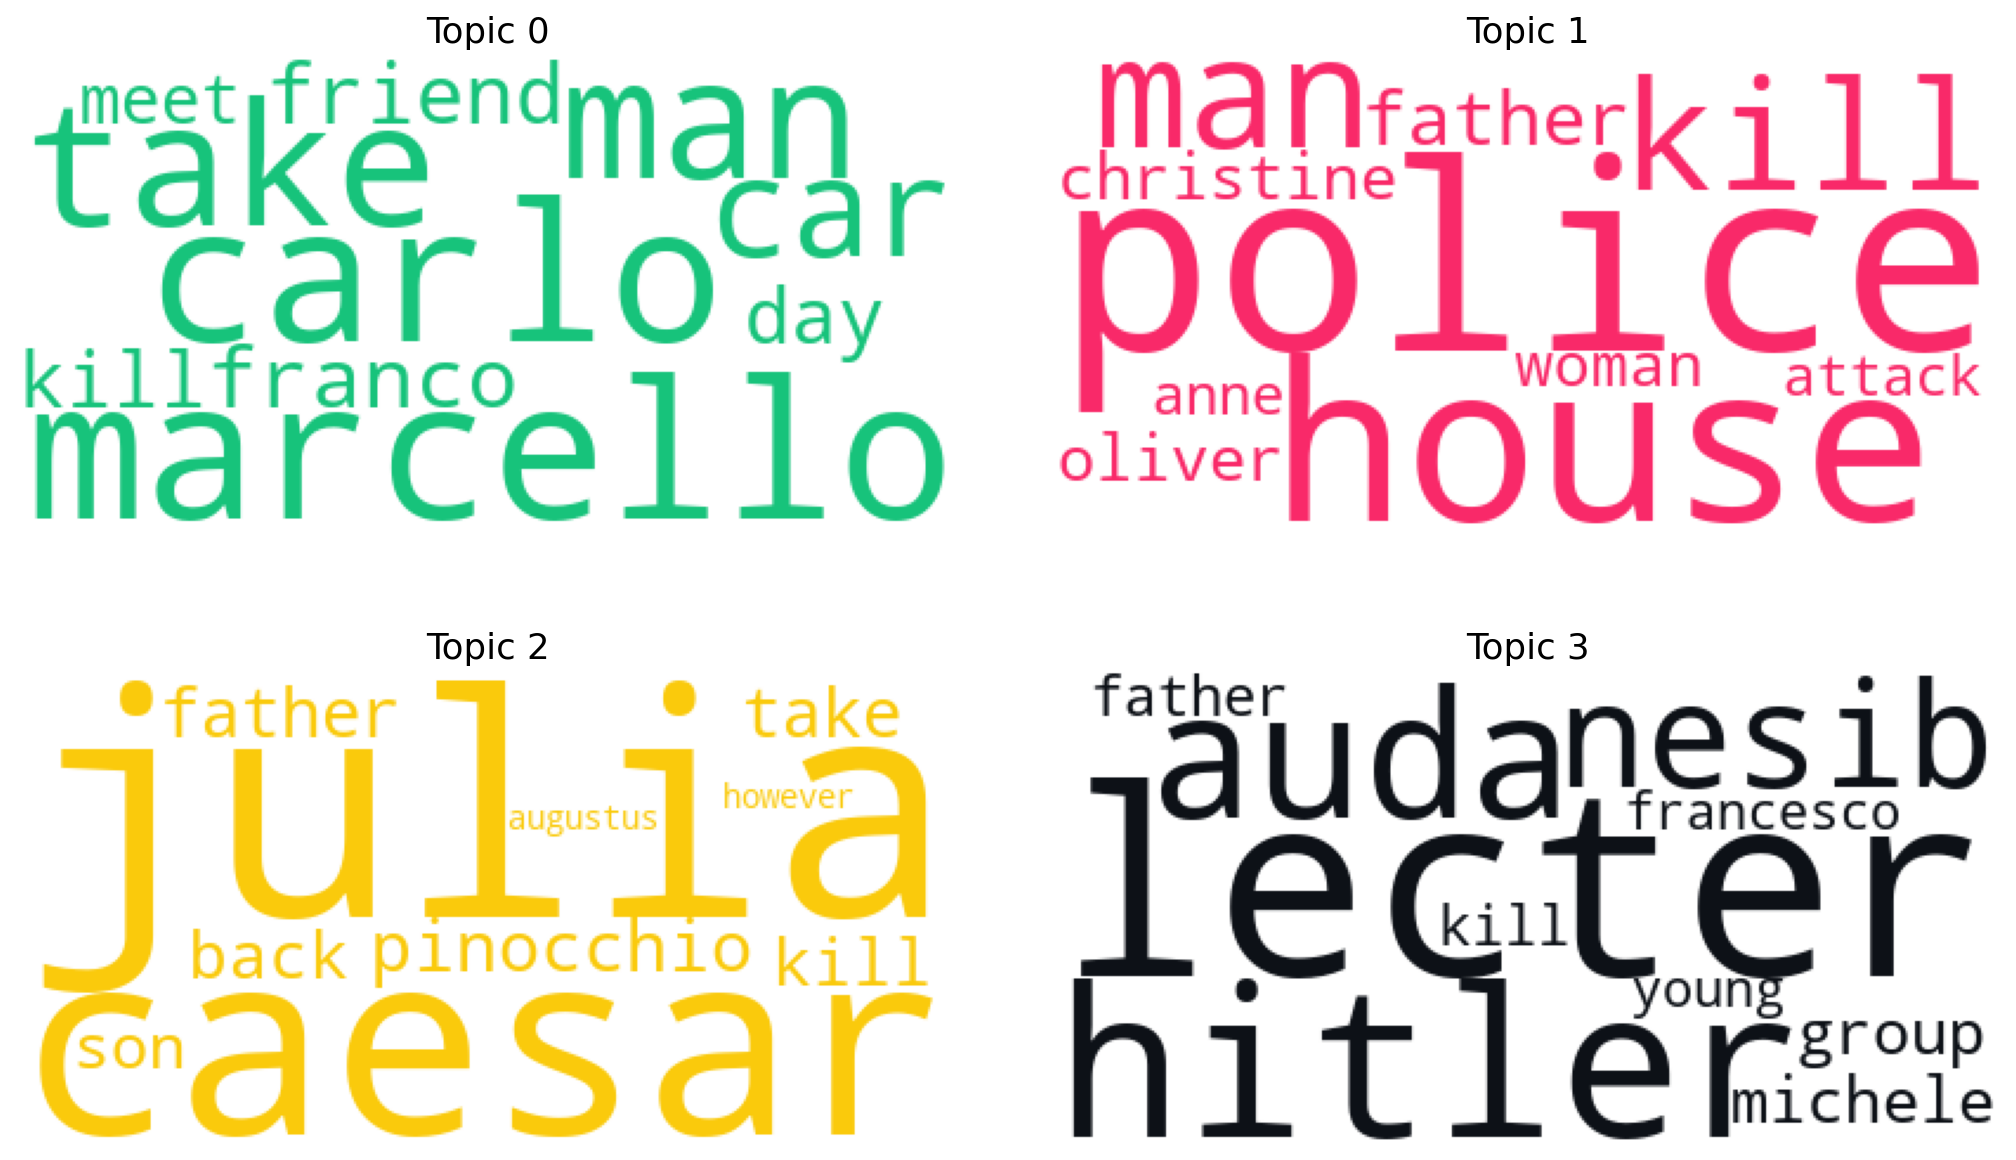 Topic 0
meet friend man
take car
carlo day
kill franco
marcello
Topic 1
man father kill
christine
police
woman attack
anne
oliver house
Topic 2
father take
julia
augustus however
back pinocchio kill
caesar
son
Topic 3
father auda nesib
francesco
lecter
kill
young
hitler group
michele